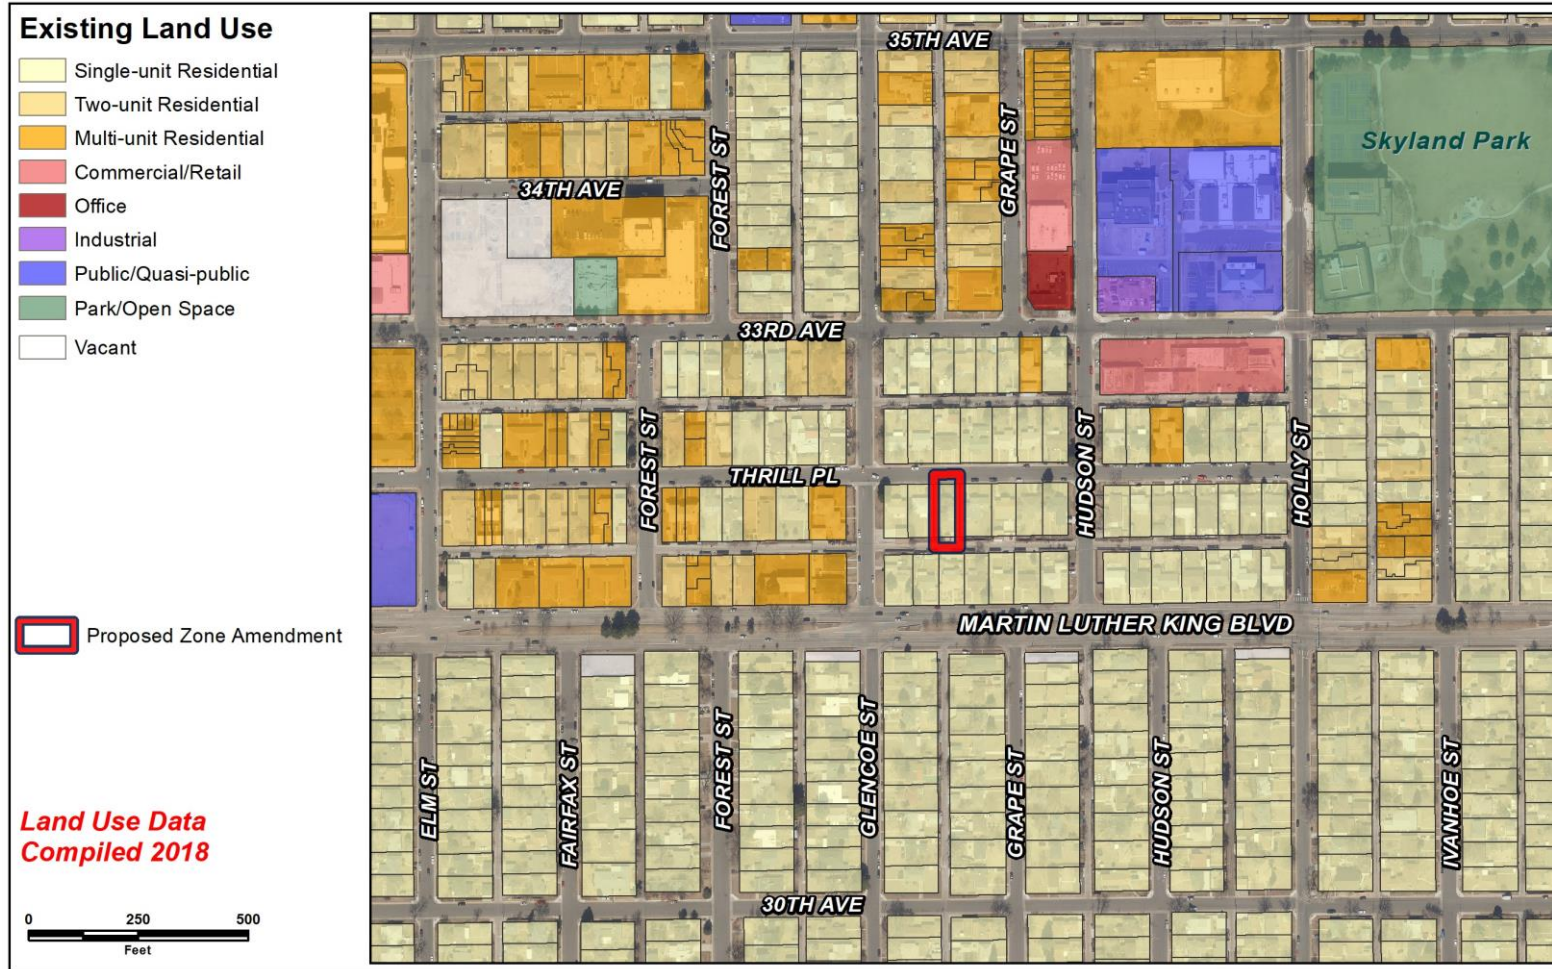 Existing Land Use
Single-unit Residential
Two-unit Residential
Multi-unit Residential
Commercial/Retail
Office
Industrial
Public/Quasi-public
Park/Open Space
Vacant
Proposed Zone Amendment
Land Use Data
Compiled 2018
0 250 500
Feet
35TH AVE
GRAPE ST
Skyland Park
FOREST ST
34TH AVE
33RD AVE
FOREST ST
THRILL PL
HUDSON ST
HOLLY ST
MARTIN LUTHER KING BLVD
ELM ST
FAIRFAX ST
FOREST ST
GLENCOE ST
GRAPE ST
HUDSON ST
IVANHOE ST
30TH AVE